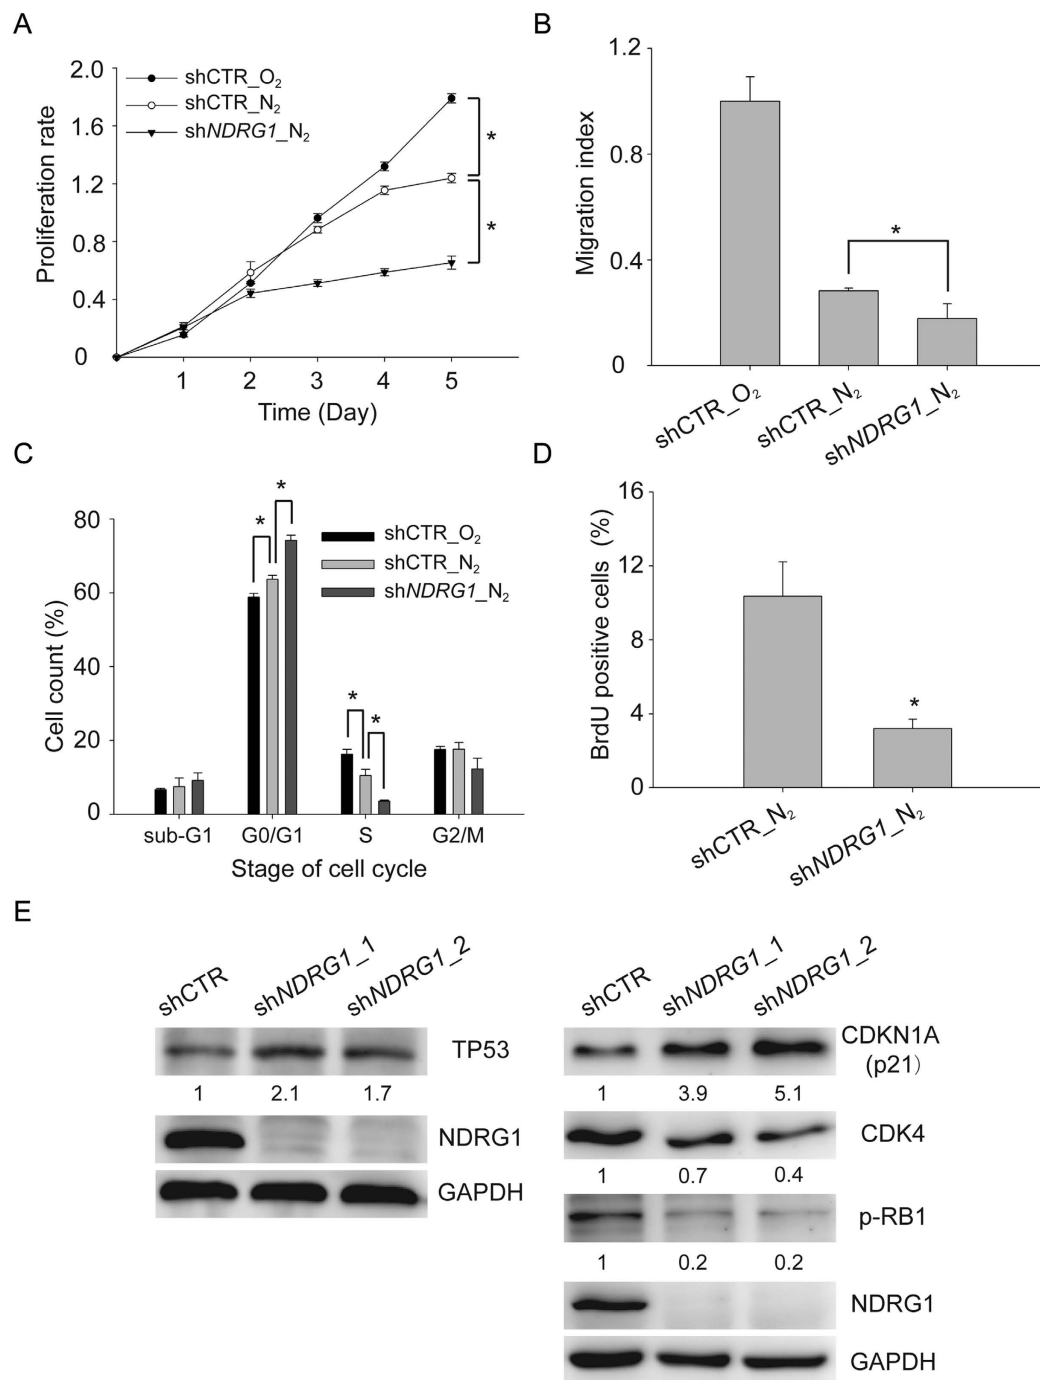 A
shCTR_O2
shCTR_N2
shNDRG1_N2
*
*
Proliferation rate
2.0
1.6
1.2
0.8
0.4
0
1 2 3 4 5
Time (Day)
B
Migration index
1.2
0.8
0.4
0
*
shCTR_O2
shCTR_N2
shNDRG1_N2
C
Cell count (%)
80
60
40
20
0
* *
* *
shCTR_O2
shCTR_N2
shNDRG1_N2
sub-G1 G0/G1 S G2/M
Stage of cell cycle
D
BrdU positive cells (%)
16
12
8
4
0
*
shCTR_N2
shNDRG1_N2
E
shCTR shNDRG1_1 shNDRG1_2
TP53
1 2.1 1.7
NDRG1
GAPDH
shCTR shNDRG1_1 shNDRG1_2
CDKN1A
(p21)
1 3.9 5.1
CDK4
1 0.7 0.4
p-RB1
1 0.2 0.2
NDRG1
GAPDH